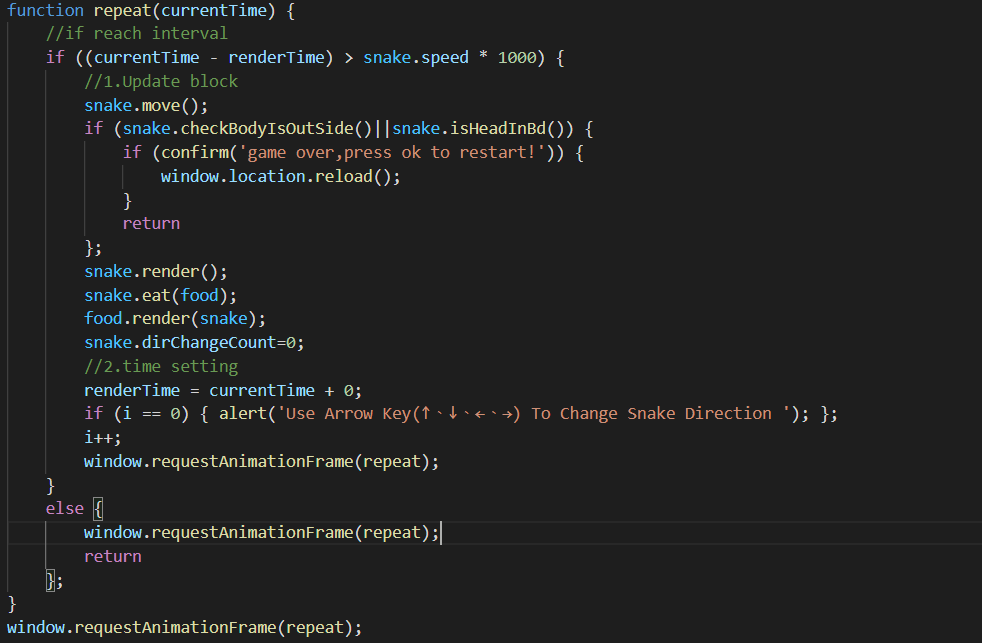 function repeat(currentTime) {
    //if reach interval
    if ((currentTime - renderTime) > snake.speed * 1000) {
        //1.Update block
        snake.move();
        if (snake.checkBodyIsOutSide()||snake.isHeadInBd()) {
            if (confirm('game over,press ok to restart!')) {
                window.location.reload();
            }
            return
        };
        snake.render();
        snake.eat(food);
        food.render(snake);
        snake.dirChangeCount=0;
        //2.time setting
        renderTime = currentTime + 0;
        if (i == 0) { alert('Use Arrow Key(↑、↓、←、→) To Change Snake Direction '); };
        i++;
        window.requestAnimationFrame(repeat);
    }
    else {
        window.requestAnimationFrame(repeat);
        return
    };
}
window.requestAnimationFrame(repeat);